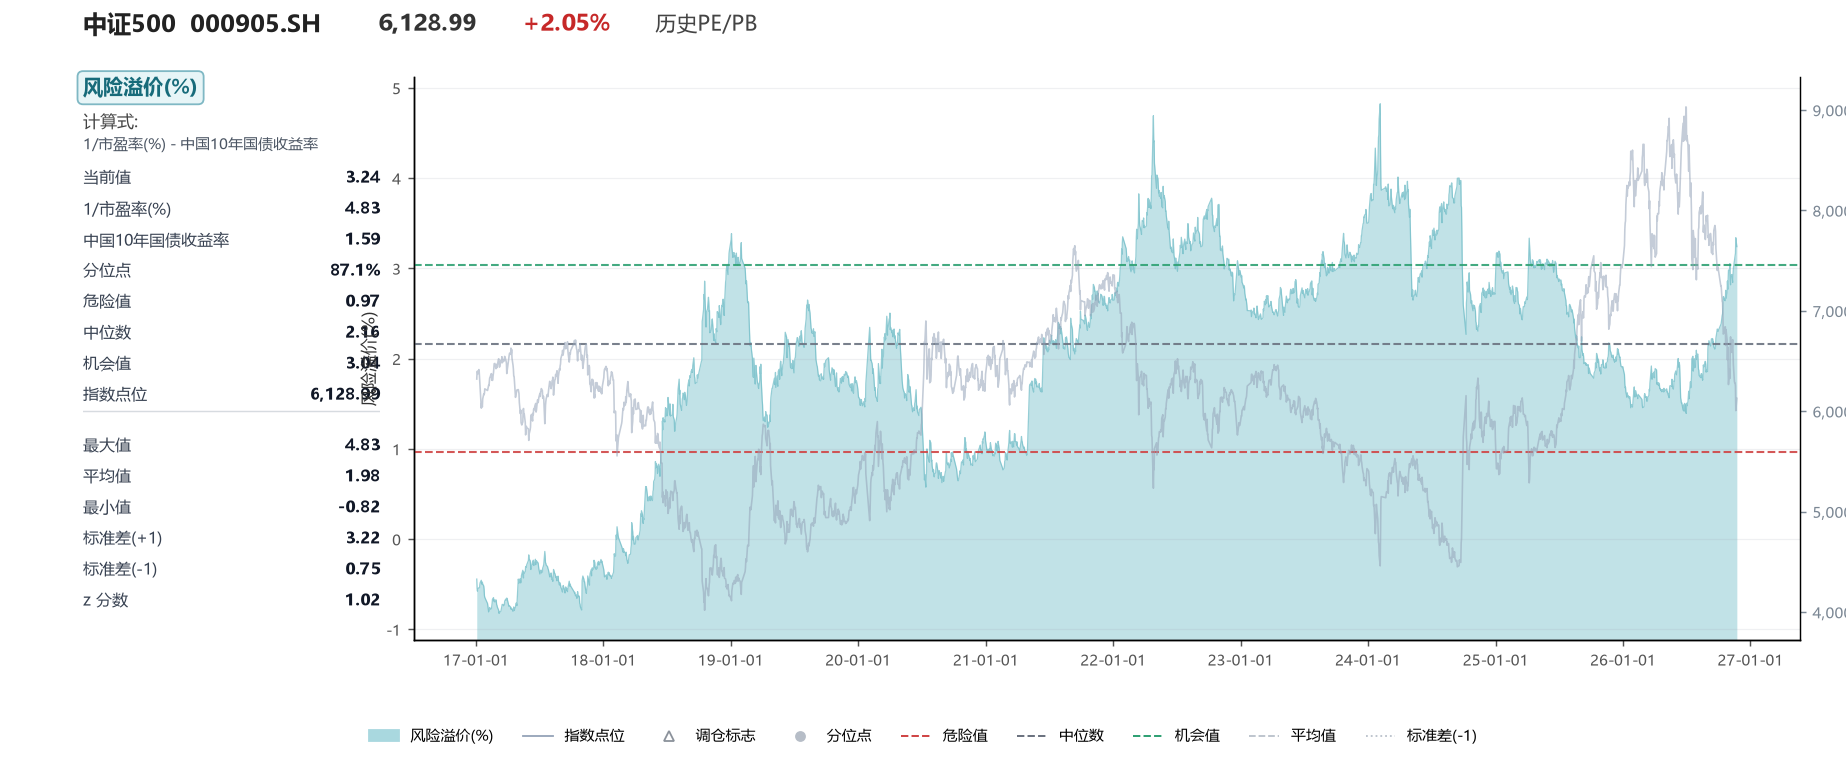 中证500 000905.SH 6,128.99 +2.05% 历史PE/PB
风险溢价(%)
计算式:
1/市盈率(%) - 中国10年国债收益率
当前值 3.24
1/市盈率(%) 4.83
中国10年国债收益率 1.59
分位点 87.1%
危险值 0.97
中位数 2.16
机会值 3.04
指数点位 6,128.99
最大值 4.83
平均值 1.98
最小值 -0.82
标准差(+1) 3.22
标准差(-1) 0.75
z 分数 1.02
风险溢价(%)
5
4
3
2
1
0
-1
9,000
8,000
7,000
6,000
5,000
4,000
17-01-01 18-01-01 19-01-01 20-01-01 21-01-01 22-01-01 23-01-01 24-01-01 25-01-01 26-01-01 27-01-01
风险溢价(%) 指数点位 调仓标志 分位点 危险值 中位数 机会值 平均值 标准差(-1)